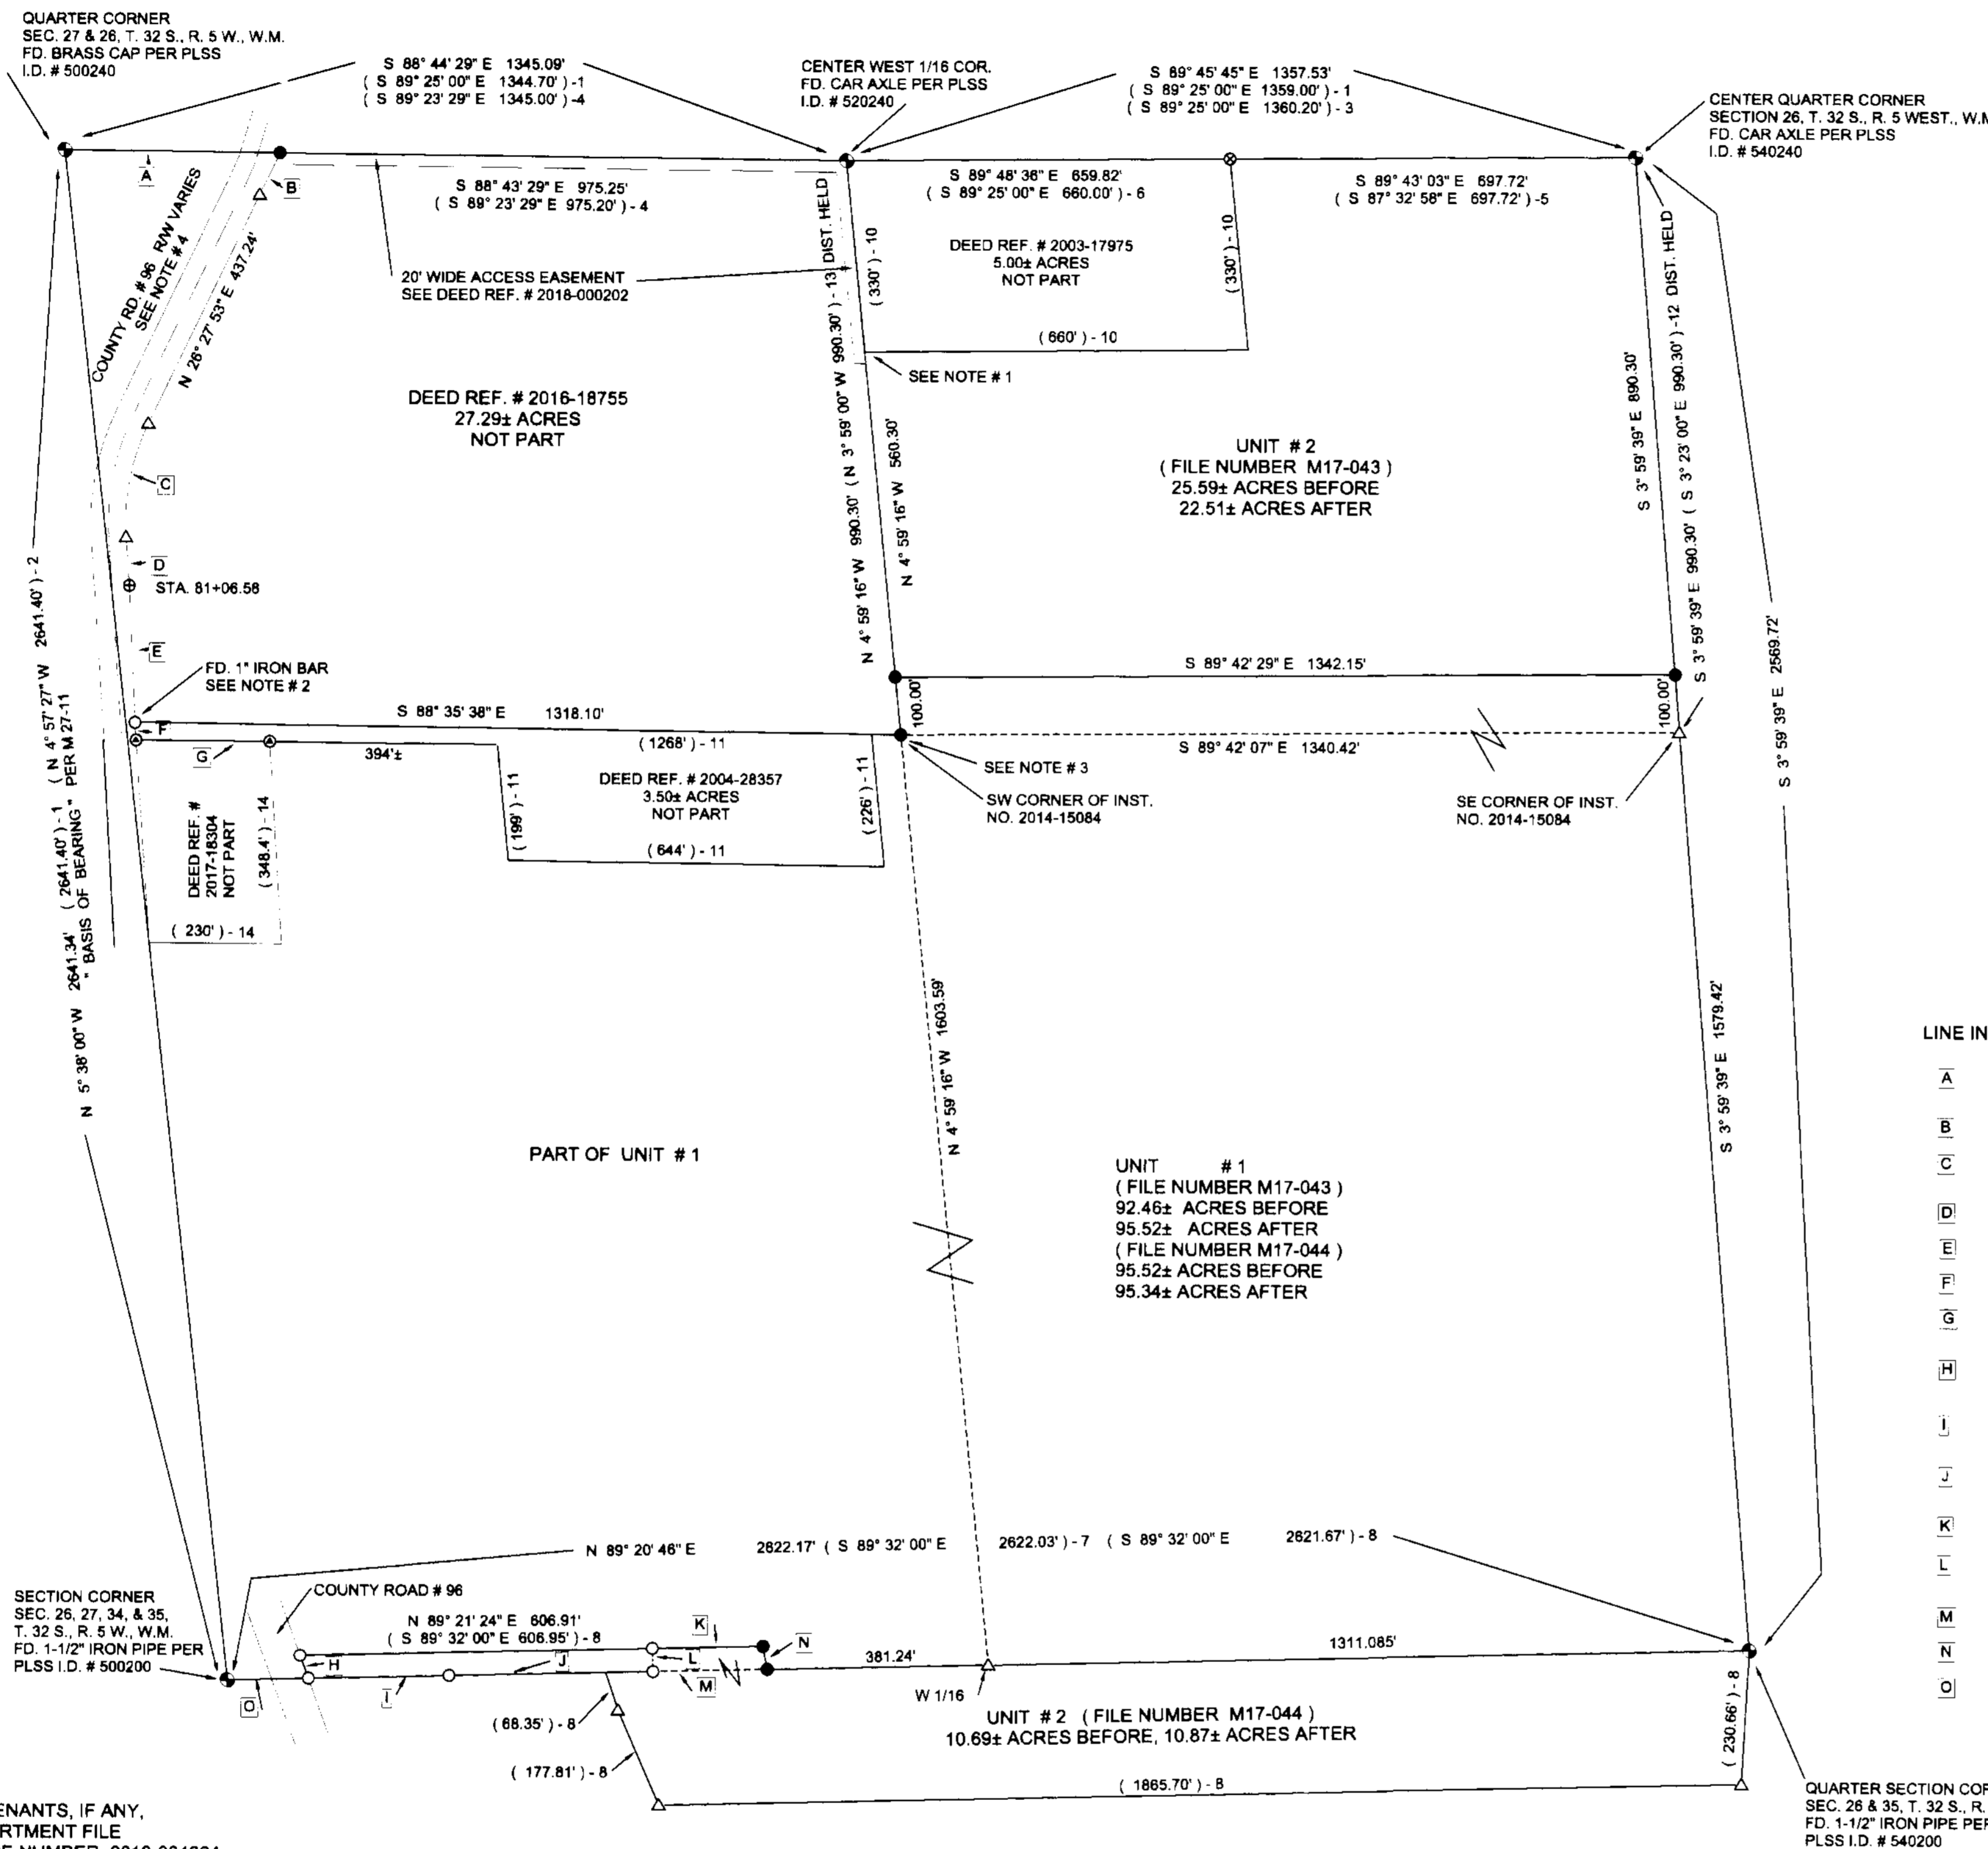 QUARTER CORNER
SEC. 27 & 26, T. 32 S., R. 5 W., W.M.
FD. BRASS CAP PER PLSS
I.D. # 500240
S 88° 44' 29" E 1345.09'
( S 89° 25' 00" E 1344.70' ) -1
( S 89° 23' 29" E 1345.00' ) -4
CENTER WEST 1/16 COR.
FD. CAR AXLE PER PLSS
I.D. # 520240
S 89° 45' 45" E 1357.53'
( S 89° 25' 00" E 1359.00' ) - 1
( S 89° 25' 00" E 1360.20' ) - 3
CENTER QUARTER CORNER
SECTION 26, T. 32 S., R. 5 WEST., W.M
FD. CAR AXLE PER PLSS
I.D. # 540240
A
B
S 88° 43' 29" E 975.25'
( S 89° 23' 29" E 975.20' ) - 4
S 89° 48' 36" E 659.82'
( S 89° 25' 00" E 660.00' ) - 6
S 89° 43' 03" E 697.72'
( S 87° 32' 58" E 697.72' ) -5
COUNTY RD. # 96 R/W VARIES
SEE NOTE # 4
N 26° 27' 53" E 437.24'
20' WIDE ACCESS EASEMENT
SEE DEED REF. # 2018-000202
DEED REF. # 2003-17975
5.00± ACRES
NOT PART
( 330' ) - 10
( 330' ) - 10
( 660' ) - 10
SEE NOTE # 1
DEED REF. # 2016-18755
27.29± ACRES
NOT PART
N 4° 59' 16" W 990.30' ( N 3° 59' 00" W 990.30' ) - 13 DIST. HELD
N 4° 59' 16" W 560.30'
UNIT # 2
( FILE NUMBER M17-043 )
25.59± ACRES BEFORE
22.51± ACRES AFTER
S 3° 59' 39" E 890.30'
S 3° 59' 39" E 990.30' ( S 3° 23' 00" E 990.30' ) -12 DIST. HELD
S 3° 59' 39" E 2569.72'
C
D
STA. 81+06.58
E
FD. 1" IRON BAR
SEE NOTE # 2
F
S 88° 35' 38" E 1318.10'
S 89° 42' 29" E 1342.15'
100.00'
100.00'
G
394'±
( 1268' ) - 11
S 89° 42' 07" E 1340.42'
SEE NOTE # 3
SW CORNER OF INST.
NO. 2014-15084
SE CORNER OF INST.
NO. 2014-15084
DEED REF. # 2004-28357
3.50± ACRES
NOT PART
( 199' ) - 11
( 226' ) - 11
( 644' ) - 11
DEED REF. #
2017-18304
NOT PART
( 348.4' ) - 14
( 230' ) - 14
N 5° 38' 00" W 2641.34' ( 2641.40' ) - 1 ( N 4° 57' 27" W 2641.40' ) - 2
" BASIS OF BEARING" PER M 27-11
N 4° 59' 16" W 1603.59'
S 3° 59' 39" E 1579.42'
PART OF UNIT # 1
UNIT # 1
( FILE NUMBER M17-043 )
92.46± ACRES BEFORE
95.52± ACRES AFTER
( FILE NUMBER M17-044 )
95.52± ACRES BEFORE
95.34± ACRES AFTER
LINE IN
A
B
C
D
E
F
G
H
I
J
K
L
M
N
O
N 89° 20' 46" E 2622.17' ( S 89° 32' 00" E 2622.03' ) - 7 ( S 89° 32' 00" E 2621.67' ) - 8
SECTION CORNER
SEC. 26, 27, 34, & 35,
T. 32 S., R. 5 W., W.M.
FD. 1-1/2" IRON PIPE PER
PLSS I.D. # 500200
COUNTY ROAD # 96
N 89° 21' 24" E 606.91'
( S 89° 32' 00" E 606.95' ) - 8
K
N
H
J
L
M
I
O
381.24'
1311.085'
W 1/16
( 68.35' ) - 8
( 177.81' ) - 8
UNIT # 2 ( FILE NUMBER M17-044 )
10.69± ACRES BEFORE, 10.87± ACRES AFTER
( 230.66' ) - 8
( 1865.70' ) - 8
QUARTER SECTION COR
SEC. 26 & 35, T. 32 S., R.
FD. 1-1/2" IRON PIPE PER
PLSS I.D. # 540200
ENANTS, IF ANY,
RTMENT FILE